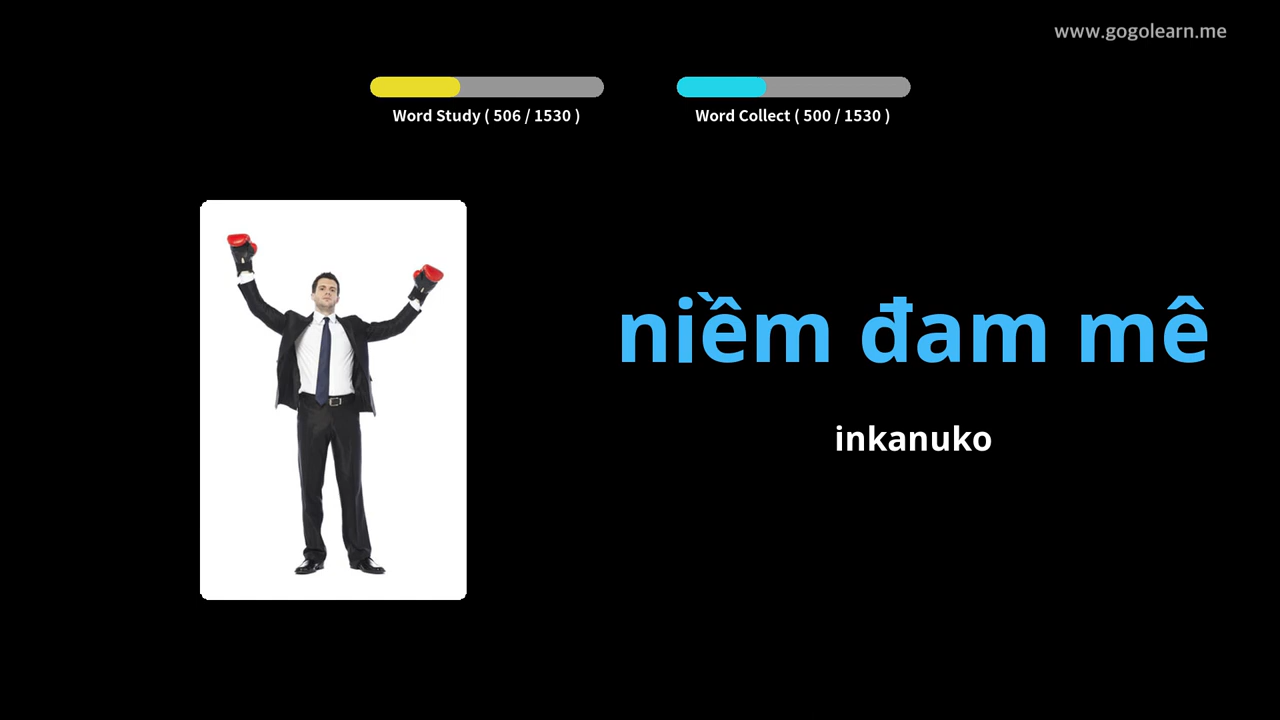 www.gogolearn.me
Word Study ( 506 / 1530 )
Word Collect ( 500 / 1530 )
niềm đam mê
inkanuko